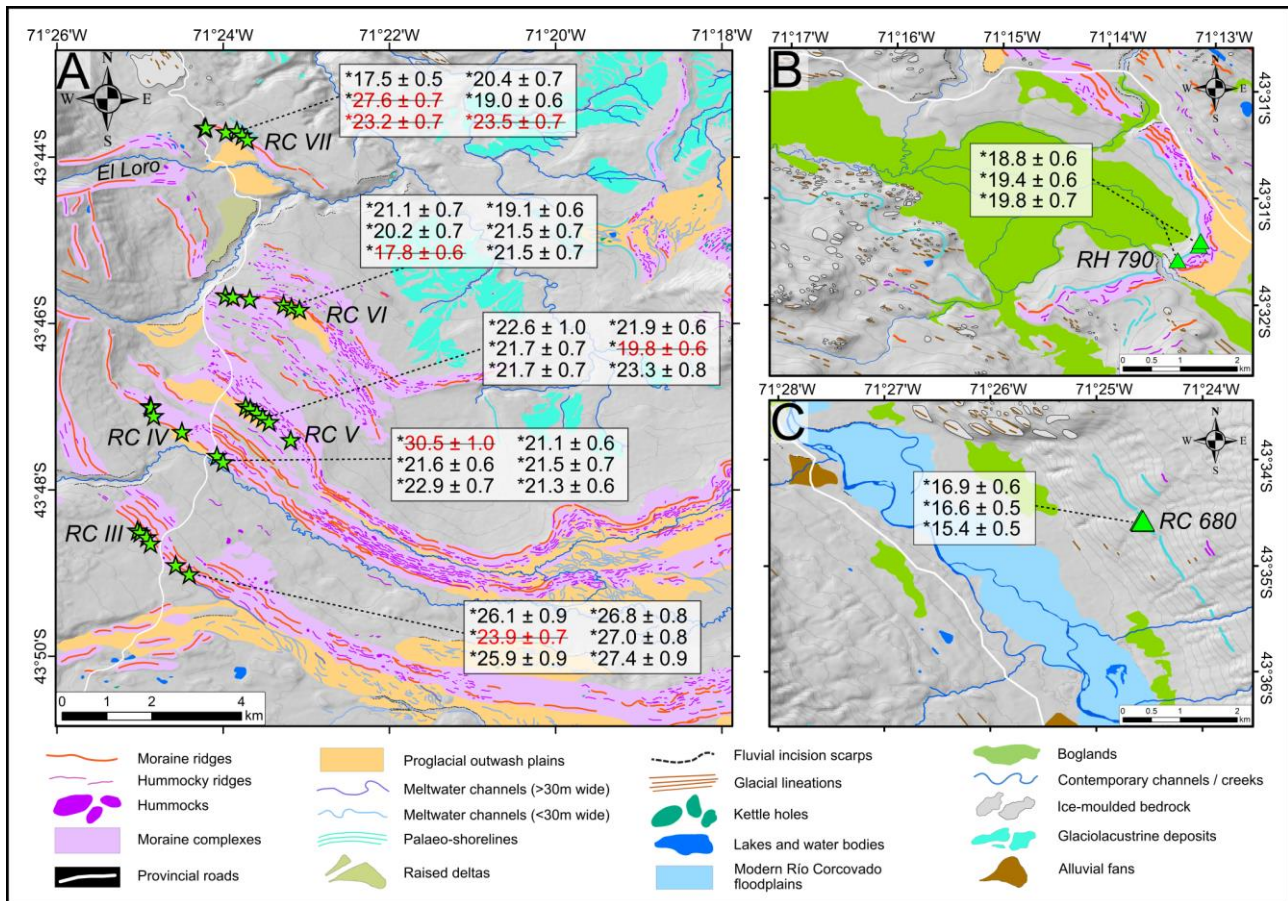 71°26'W 71°24'W 71°22'W 71°20'W 71°18'W
A
N
W E
S
*17.5 ± 0.5 *20.4 ± 0.7
*27.6 ± 0.7 *19.0 ± 0.6
*23.2 ± 0.7 *23.5 ± 0.7
RC VII
43°44'S
El Loro
*21.1 ± 0.7 *19.1 ± 0.6
*20.2 ± 0.7 *21.5 ± 0.7
*17.8 ± 0.6 *21.5 ± 0.7
RC VI
43°46'S
*22.6 ± 1.0 *21.9 ± 0.6
*21.7 ± 0.7 *19.8 ± 0.6
*21.7 ± 0.7 *23.3 ± 0.8
RC V
RC IV
*30.5 ± 1.0 *21.1 ± 0.6
*21.6 ± 0.6 *21.5 ± 0.7
*22.9 ± 0.7 *21.3 ± 0.6
43°48'S
RC III
*26.1 ± 0.9 *26.8 ± 0.8
*23.9 ± 0.7 *27.0 ± 0.8
*25.9 ± 0.9 *27.4 ± 0.9
43°50'S
0 1 2 4
km
71°17'W 71°16'W 71°15'W 71°14'W 71°13'W
B
N
W E
S
43°31'S
*18.8 ± 0.6
*19.4 ± 0.6
*19.8 ± 0.7
43°31'S
RH 790
43°32'S
0 0.5 1 2
km
71°28'W 71°26'W 71°25'W 71°24'W
C
N
W E
S
43°34'S
*16.9 ± 0.6
*16.6 ± 0.5
*15.4 ± 0.5
RC 680
43°35'S
43°36'S
0 0.5 1 2
km
Moraine ridges
Hummocky ridges
Hummocks
Moraine complexes
Provincial roads
Proglacial outwash plains
Meltwater channels (>30m wide)
Meltwater channels (<30m wide)
Palaeo-shorelines
Raised deltas
Fluvial incision scarps
Glacial lineations
Kettle holes
Lakes and water bodies
Modern Río Corcovado
floodplains
Boglands
Contemporary channels / creeks
Ice-moulded bedrock
Glaciolacustrine deposits
Alluvial fans